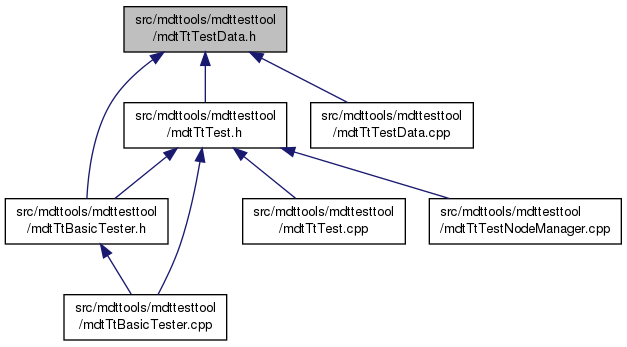 src/mdttools/mdttesttool
/mdtTtTestData.h
src/mdttools/mdttesttool
/mdtTtTest.h
src/mdttools/mdttesttool
/mdtTtTestData.cpp
src/mdttools/mdttesttool
/mdtTtBasicTester.h
src/mdttools/mdttesttool
/mdtTtTest.cpp
src/mdttools/mdttesttool
/mdtTtTestNodeManager.cpp
src/mdttools/mdttesttool
/mdtTtBasicTester.cpp